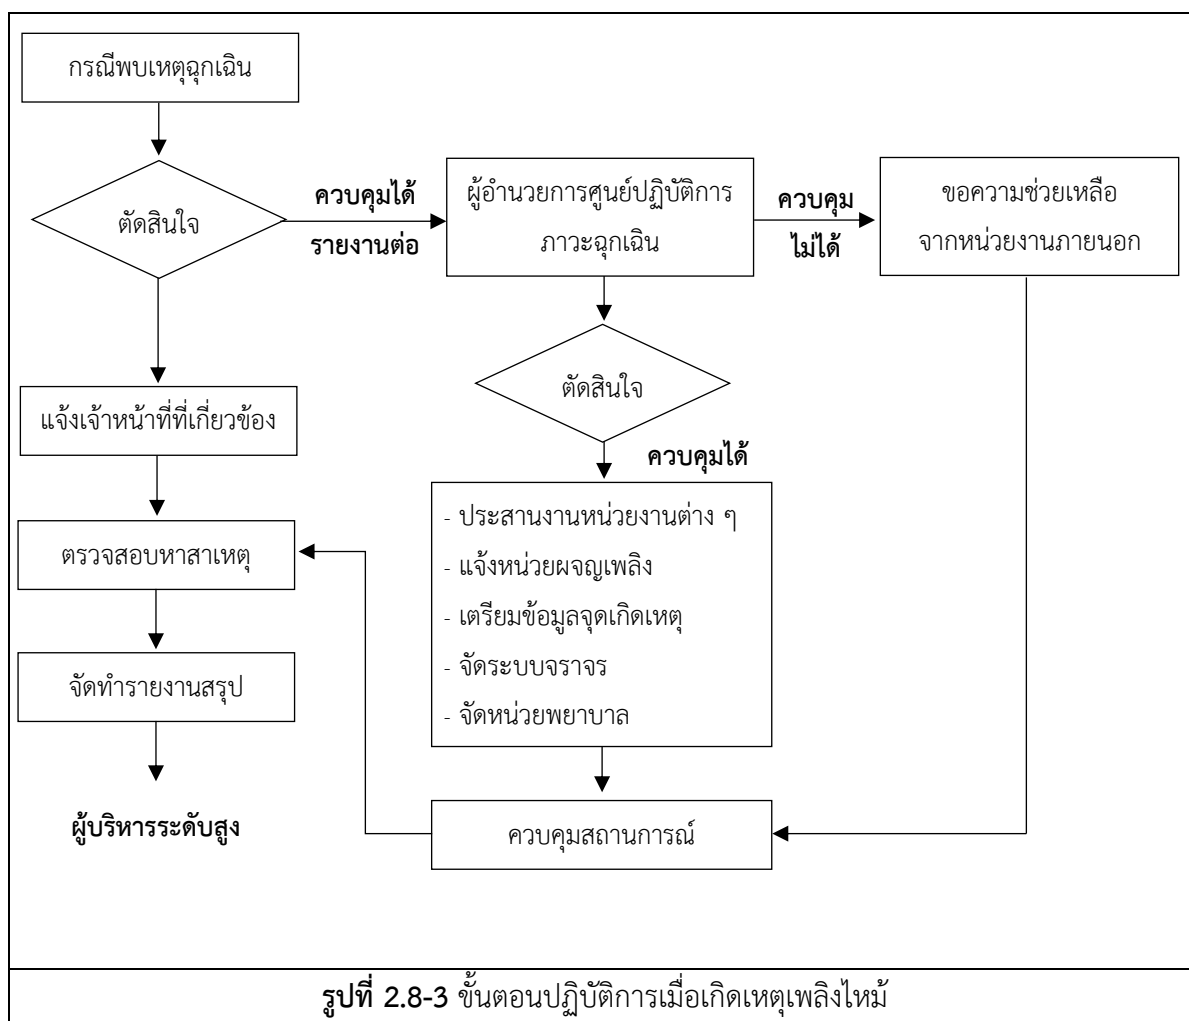 กรณีพบเหตุฉุกเฉิน
ตัดสินใจ
ควบคุมได้
รายงานต่อ
ผู้อำนวยการศูนย์ปฏิบัติการ
ภาวะฉุกเฉิน
ควบคุม
ไม่ได้
ขอความช่วยเหลือ
จากหน่วยงานภายนอก
ตัดสินใจ
ควบคุมได้
แจ้งเจ้าหน้าที่ที่เกี่ยวข้อง
ตรวจสอบหาสาเหตุ
จัดทำรายงานสรุป
ผู้บริหารระดับสูง
- ประสานงานหน่วยงานต่าง ๆ
- แจ้งหน่วยผจญเพลิง
- เตรียมข้อมูลจุดเกิดเหตุ
- จัดระบบจราจร
- จัดหน่วยพยาบาล
ควบคุมสถานการณ์
รูปที่ 2.8-3 ขั้นตอนปฏิบัติการเมื่อเกิดเหตุเพลิงไหม้